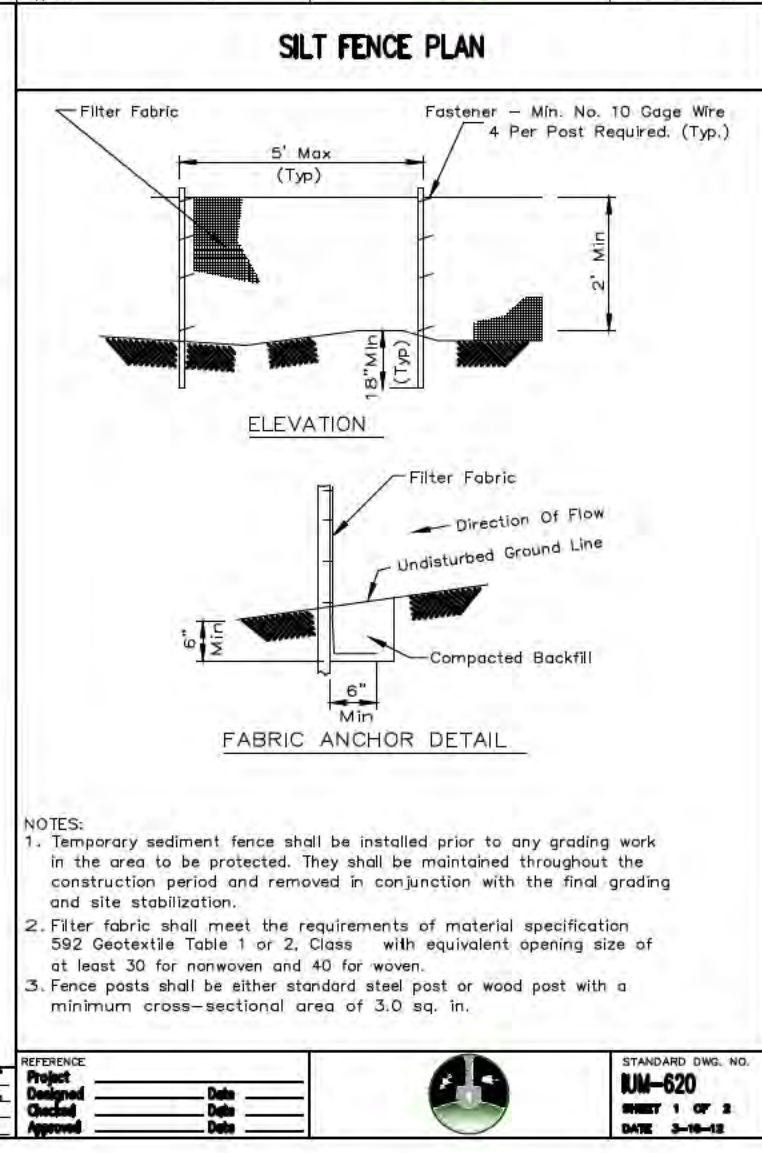 SILT FENCE PLAN
Filter Fabric
Fastener – Min. No. 10 Gage Wire
4 Per Post Required. (Typ.)
5' Max
(Typ)
2' Min
18"Min
(Typ)
ELEVATION
Filter Fabric
Direction Of Flow
Undisturbed Ground Line
6"
Min
Compacted Backfill
6"
Min
FABRIC ANCHOR DETAIL
NOTES:
1. Temporary sediment fence shall be installed prior to any grading work
in the area to be protected. They shall be maintained throughout the
construction period and removed in conjunction with the final grading
and site stabilization.
2. Filter fabric shall meet the requirements of material specification
592 Geotextile Table 1 or 2, Class with equivalent opening size of
at least 30 for nonwoven and 40 for woven.
3. Fence posts shall be either standard steel post or wood post with a
minimum cross-sectional area of 3.0 sq. in.
REFERENCE
Project
Designed Date
Checked Date
Approved Date
STANDARD DWG. NO.
IUM-620
SHEET 1 OF 2
DATE 3-16-12